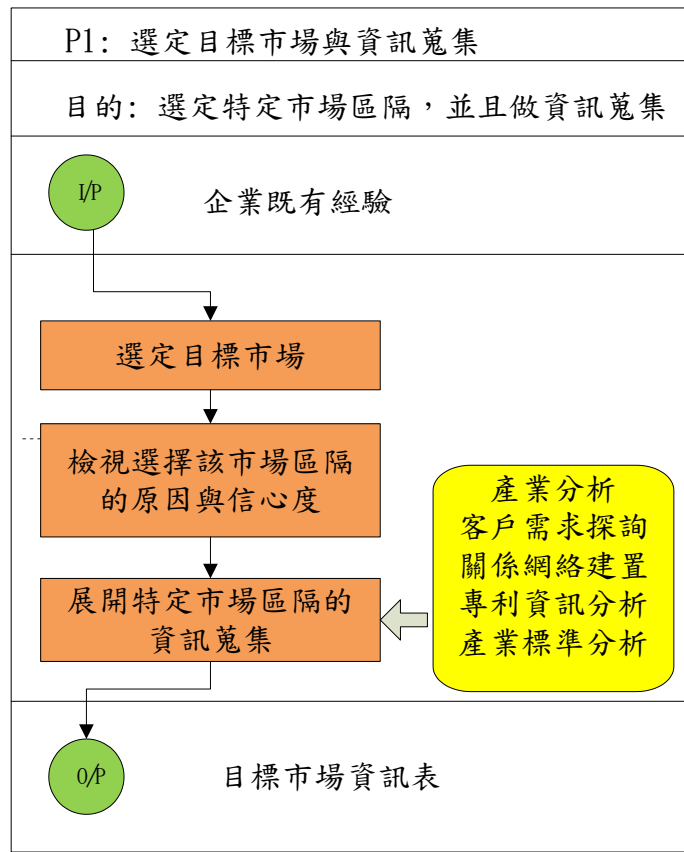 P1: 選定目標市場與資訊蒐集
目的: 選定特定市場區隔，並且做資訊蒐集
I/P
企業既有經驗
選定目標市場
檢視選擇該市場區隔
的原因與信心度
展開特定市場區隔的
資訊蒐集
產業分析
客戶需求探詢
關係網絡建置
專利資訊分析
產業標準分析
O/P
目標市場資訊表